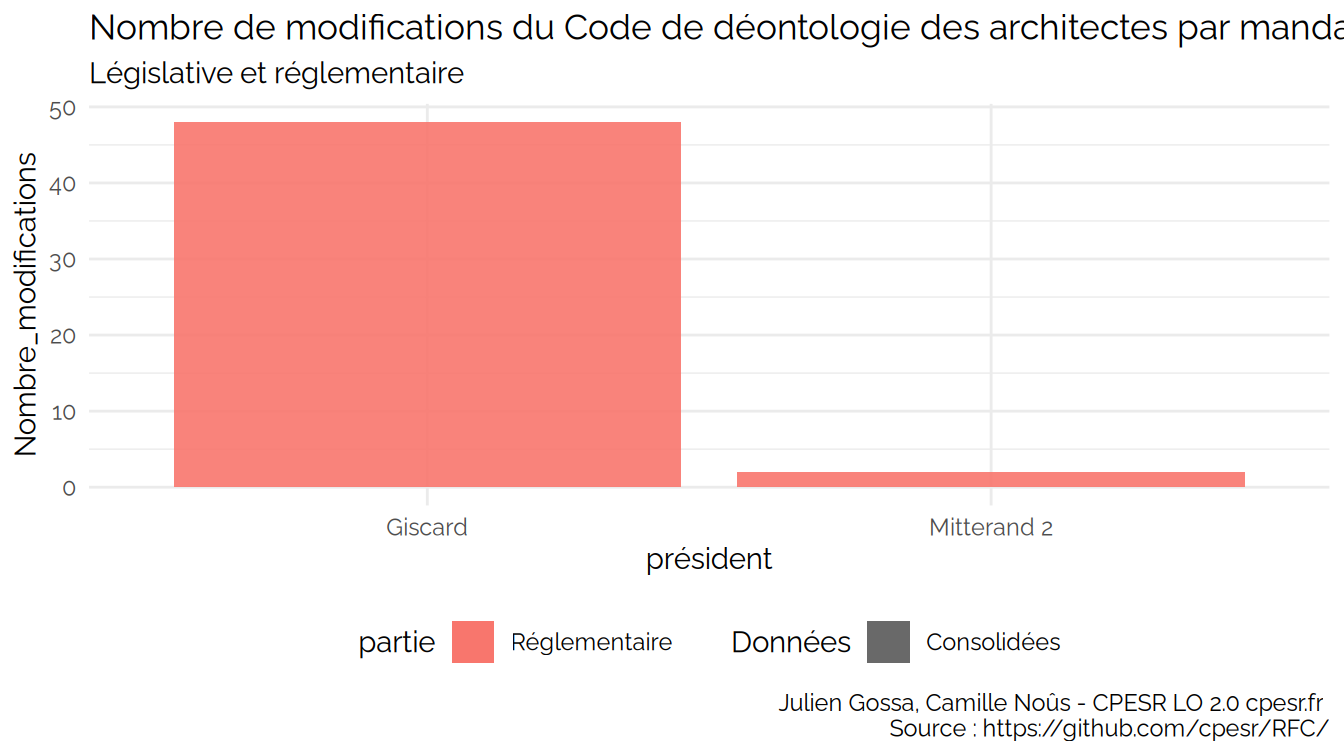 Nombre de modifications du Code de déontologie des architectes par manda
Législative et réglementaire
Nombre_modifications
50
40
30
20
10
0
Giscard Mitterand 2
président
partie Réglementaire Données Consolidées
Julien Gossa, Camille Noûs - CPESR LO 2.0 cpesr.fr
Source : https://github.com/cpesr/RFC/